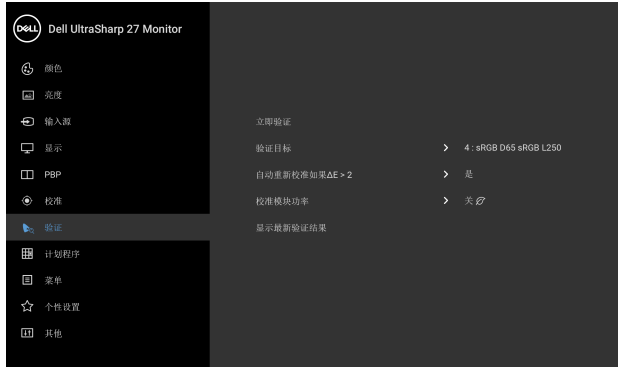 DELL Dell UltraSharp 27 Monitor
颜色
亮度
输入源
立即验证
显示
验证目标
4 : sRGB D65 sRGB L250
PBP
自动重新校准如果ΔE > 2
是
校准
校准模块功率
关
验证
显示最新验证结果
计划程序
菜单
个性设置
其他